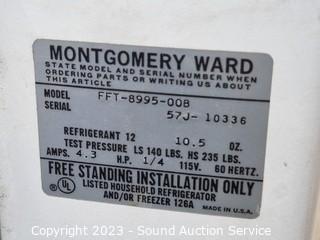 MONTGOMERY WARD
STATE MODEL AND SERIAL NUMBER WHEN
ORDERING PARTS OR WRITING US ABOUT
THIS APPLIANCE
MODEL FFT-8995-00B
SERIAL 57J-10336
REFRIGERANT 12 10.5 OZ.
TEST PRESSURE LS 140 LBS. HS 235 LBS.
AMPS. 4.3 H.P. 1/4 115V. 60 HERTZ.
FREE STANDING INSTALLATION ONLY
UL LISTED HOUSEHOLD REFRIGERATOR
AND/OR FREEZER 126A MADE IN U.S.A.
Copyright ~ 2023 - Auction Ohio